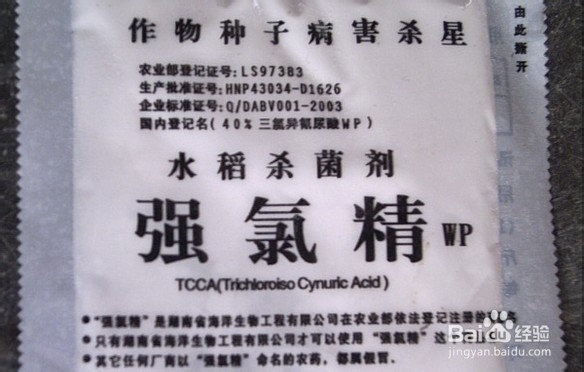 作物种子病害杀星
由此撕开
农业部登记证号:LS97383
生产批准证号:HNP43034-D1626
企业标准证号:Q/DABV001-2003
国内登记名(40%三氯异氰尿酸WP)
水稻杀菌剂
强氯精 WP
TCCA(Trichloroiso Cynuric Acid)
●“强氯精”是湖南省海洋生物工程有限公司在农业部依法登记注册的
●只有湖南省海洋生物工程有限公司才可以使用“强氯精”这
●其它任何厂商以“强氯精”命名的农药，都属假冒.
Baidu经验
jingyan.baidu.com